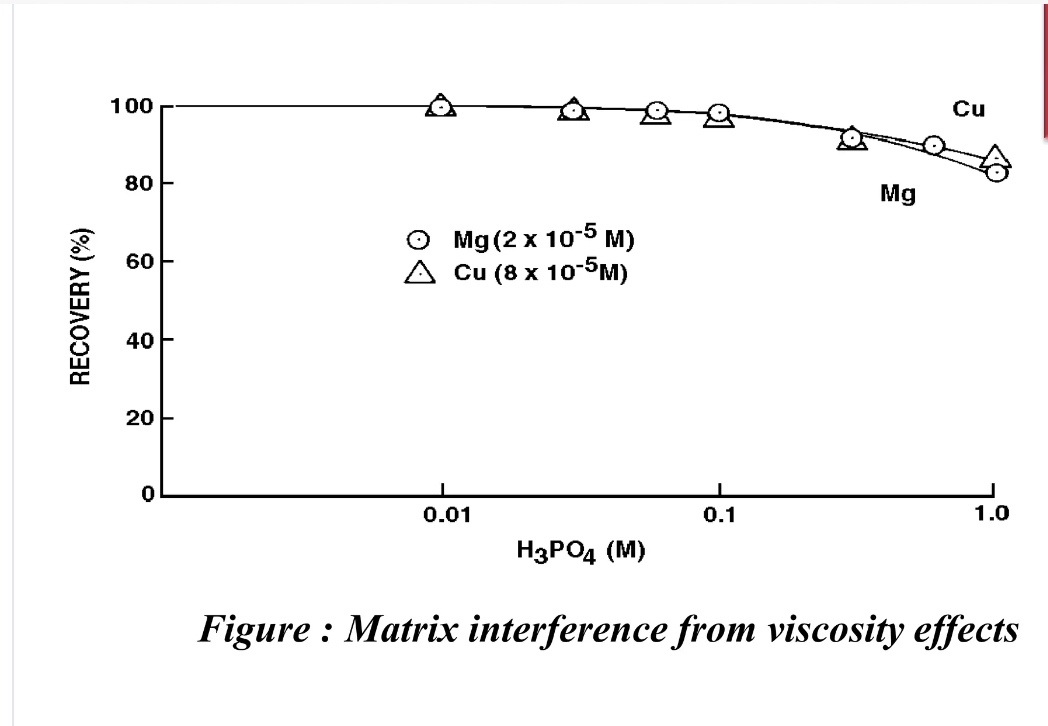 100
80
60
40
20
0
RECOVERY (%)
Cu
Mg
Mg (2 x 10⁻⁵ M)
Cu (8 x 10⁻⁵M)
0.01
0.1
1.0
H₃PO₄ (M)
Figure : Matrix interference from viscosity effects